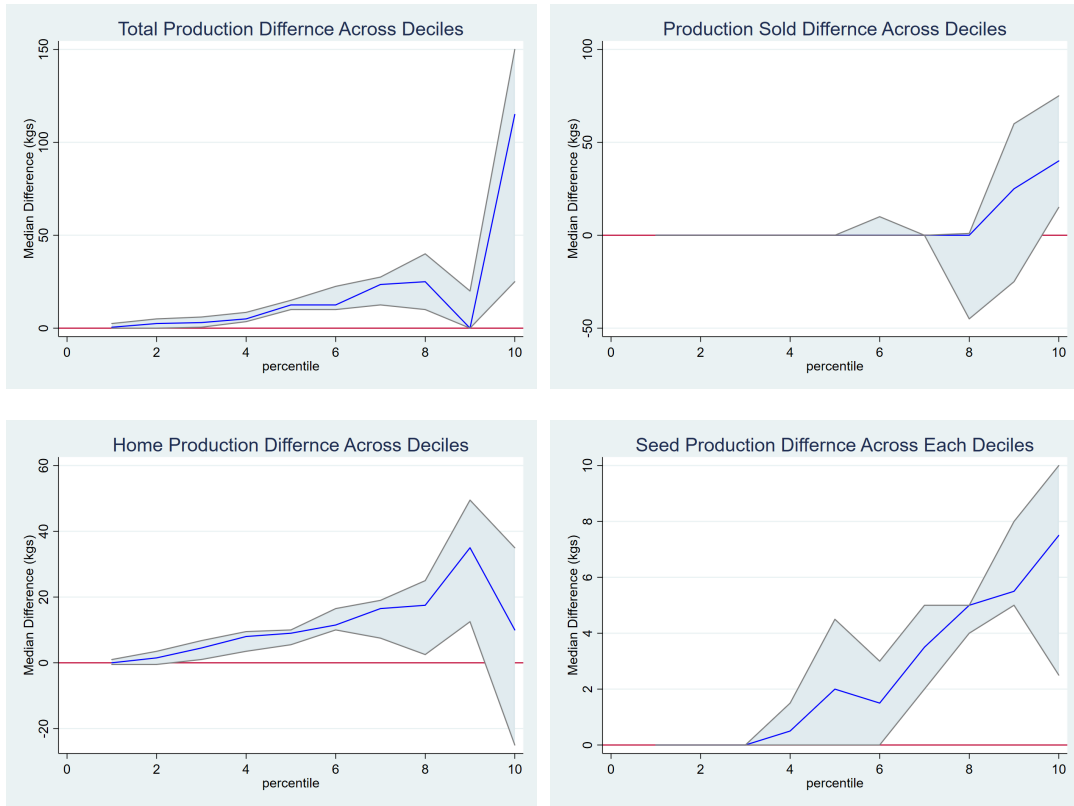 Total Production Differnce Across Deciles
150
100
50
0
Median Difference (kgs)
0 2 4 6 8 10
percentile
Production Sold Differnce Across Deciles
100
50
0
-50
Median Difference (kgs)
0 2 4 6 8 10
percentile
Home Production Differnce Across Deciles
60
40
20
0
-20
Median Difference (kgs)
0 2 4 6 8 10
percentile
Seed Production Differnce Across Each Deciles
10
8
6
4
2
0
Median Difference (kgs)
0 2 4 6 8 10
percentile